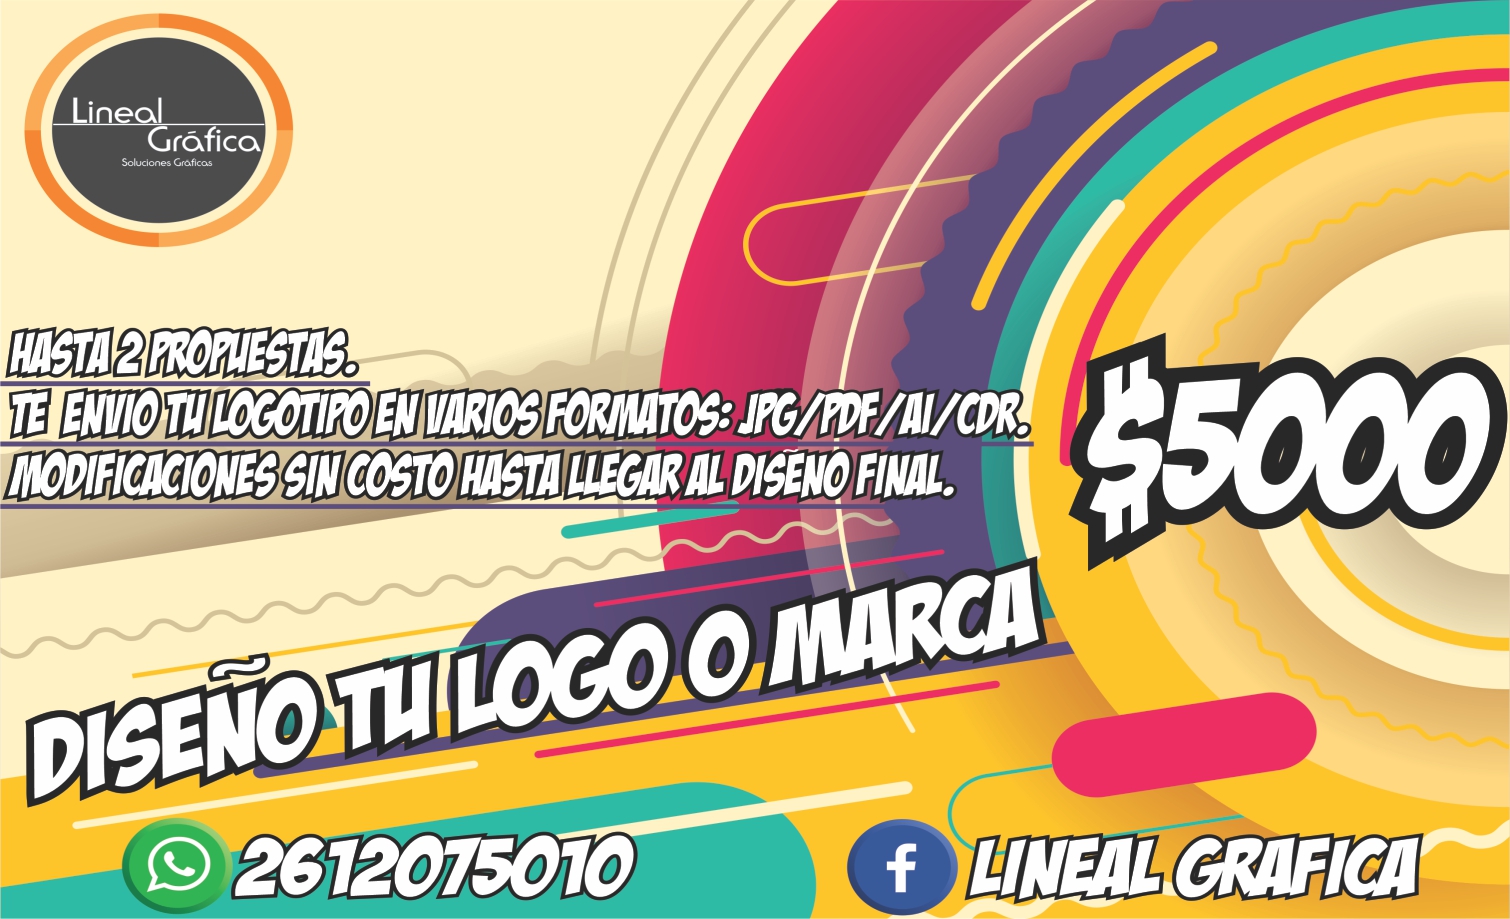 Lineal
Gráfica
Soluciones Gráficas
HASTA 2 PROPUESTAS.
TE ENVIO TU LOGOTIPO EN VARIOS FORMATOS: JPG/PDF/AI/CDR.
MODIFICACIONES SIN COSTO HASTA LLEGAR AL DISEÑO FINAL.
$5000
DISEÑO TU LOGO O MARCA
2612075010
LINEAL GRAFICA